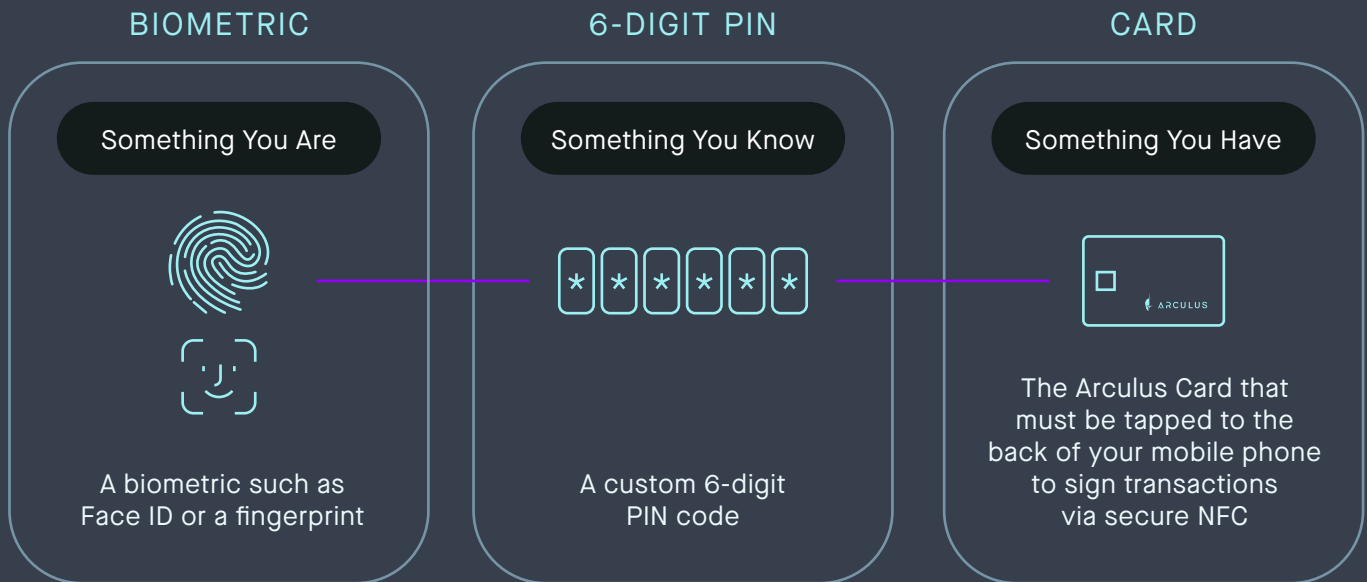 BIOMETRIC
Something You Are
A biometric such as
Face ID or a fingerprint
6-DIGIT PIN
Something You Know
* * * * * *
A custom 6-digit
PIN code
CARD
Something You Have
ARCULUS
The Arculus Card that
must be tapped to the
back of your mobile phone
to sign transactions
via secure NFC